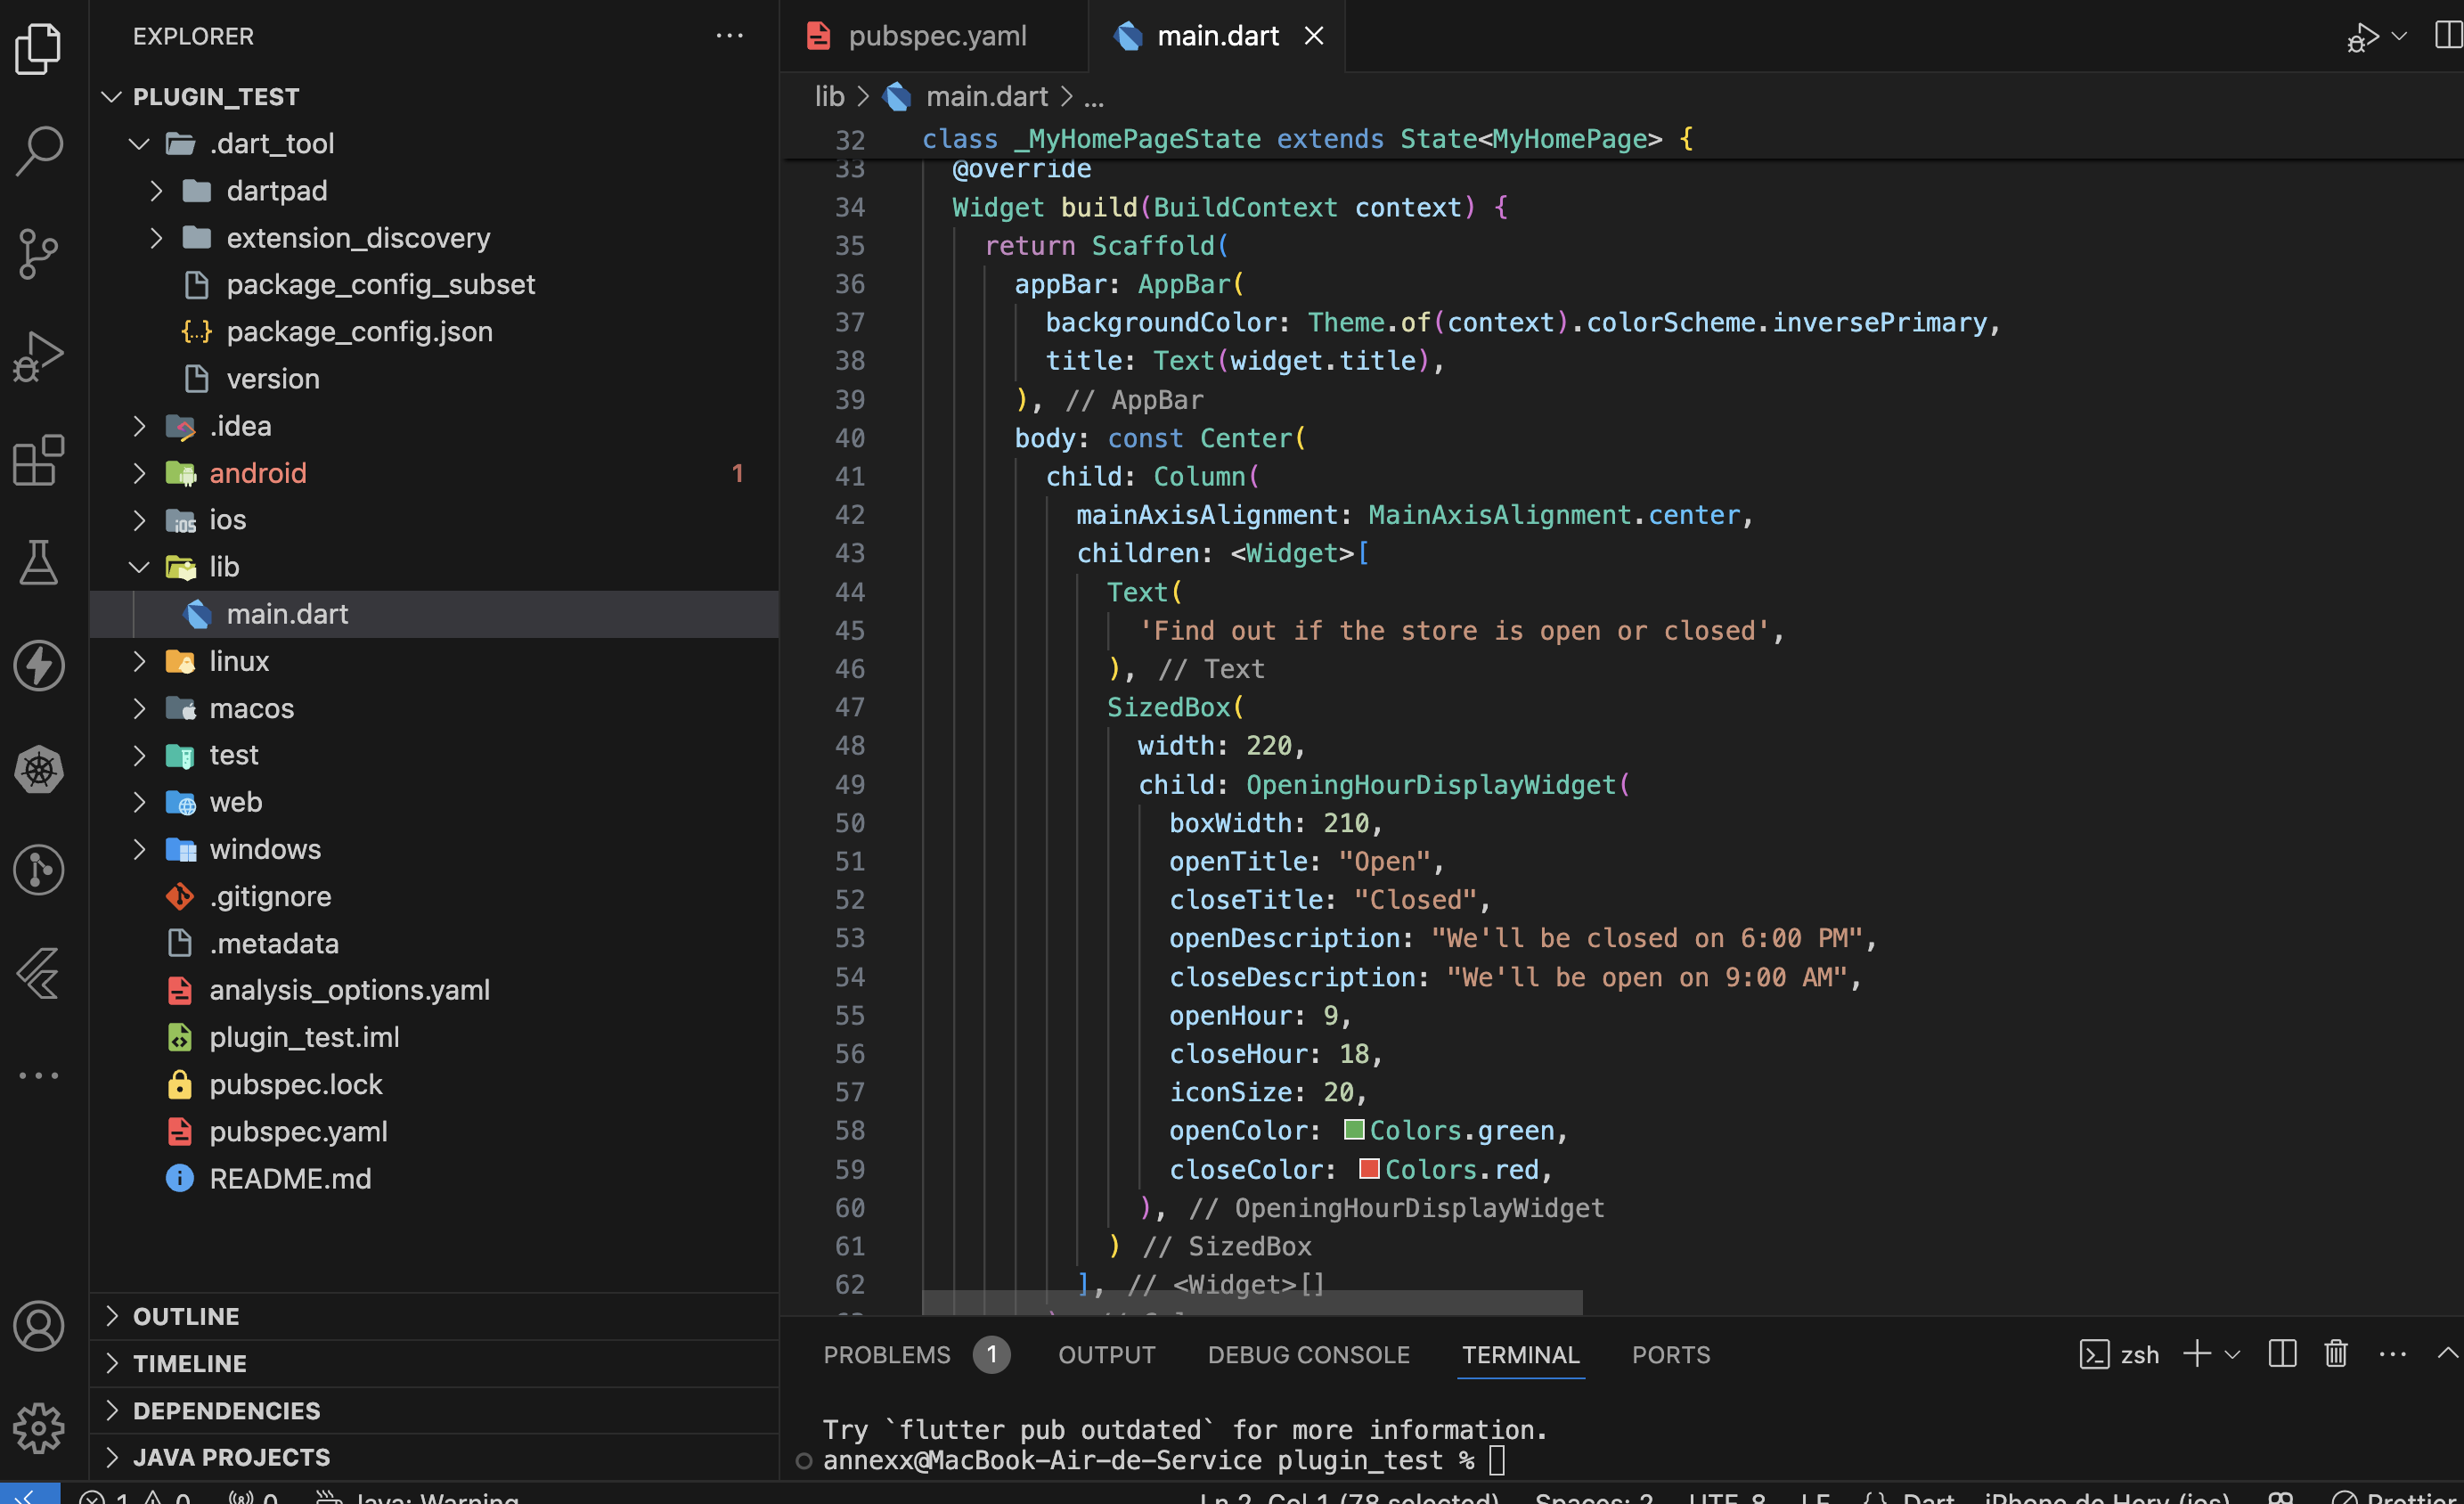 EXPLORER
PLUGIN_TEST
.dart_tool
dartpad
extension_discovery
package_config_subset
package_config.json
version
.idea
android 1
ios
lib
main.dart
linux
macos
test
web
windows
.gitignore
.metadata
analysis_options.yaml
plugin_test.iml
pubspec.lock
pubspec.yaml
README.md
OUTLINE
TIMELINE
DEPENDENCIES
JAVA PROJECTS
pubspec.yaml main.dart
lib > main.dart > ...
32 class _MyHomePageState extends State<MyHomePage> {
33 @override
34 Widget build(BuildContext context) {
35 return Scaffold(
36 appBar: AppBar(
37 backgroundColor: Theme.of(context).colorScheme.inversePrimary,
38 title: Text(widget.title),
39 ), // AppBar
40 body: const Center(
41 child: Column(
42 mainAxisAlignment: MainAxisAlignment.center,
43 children: <Widget>[
44 Text(
45 'Find out if the store is open or closed',
46 ), // Text
47 SizedBox(
48 width: 220,
49 child: OpeningHourDisplayWidget(
50 boxWidth: 210,
51 openTitle: "Open",
52 closeTitle: "Closed",
53 openDescription: "We'll be closed on 6:00 PM",
54 closeDescription: "We'll be open on 9:00 AM",
55 openHour: 9,
56 closeHour: 18,
57 iconSize: 20,
58 openColor: Colors.green,
59 closeColor: Colors.red,
60 ), // OpeningHourDisplayWidget
61 ) // SizedBox
62 ], // <Widget>[]
PROBLEMS 1 OUTPUT DEBUG CONSOLE TERMINAL PORTS zsh
Try `flutter pub outdated` for more information.
annexx@MacBook-Air-de-Service plugin_test %
1 0 0 Java: Warning Ln 2, Col 1 (78 selected) Spaces: 2 UTF-8 LF {} Dart iPhone de Hery (ios)